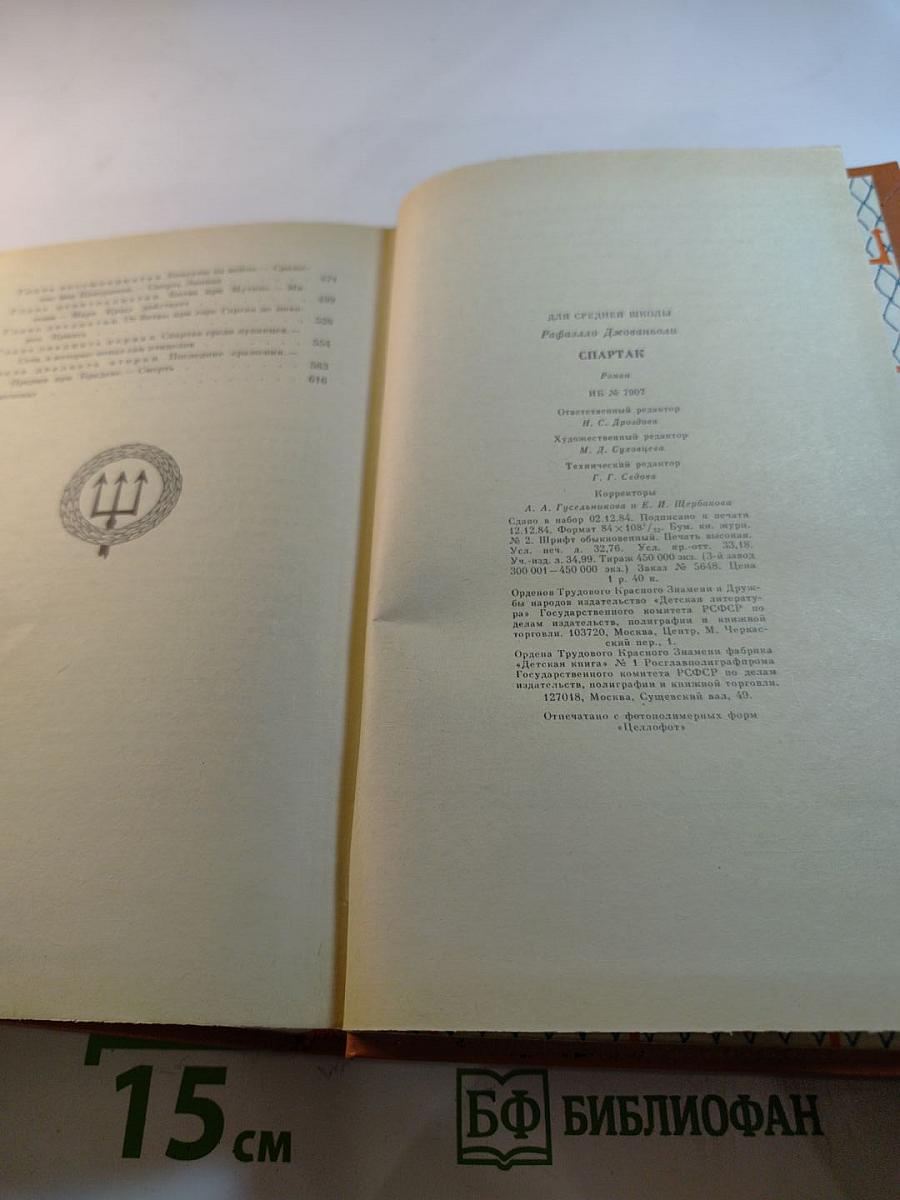 474
499
528
554
583
616
ДЛЯ СРЕДНЕЙ ШКОЛЫ
Рафаэлло Джованьоли
СПАРТАК
Роман
ИБ № 7907
Ответственный редактор
Н. С. Дроздова
Художественный редактор
М. Д. Суховцева
Технический редактор
Г. Г. Седова
Корректоры
А. А. Гусельникова и Е. И. Щербакова
Сдано в набор 02.12.84. Подписано к печати
12.12.84. Формат 84×108¹/₃₂. Бум. кн. журн.
№ 2. Шрифт обыкновенный. Печать высокая.
Усл. печ. л. 32,76. Усл. кр.-отт. 33,18.
Уч.-изд. л. 34,99. Тираж 450 000 экз. (3-й завод
300 001—450 000 экз.) Заказ № 5648. Цена
1 р. 40 к.
Орденов Трудового Красного Знамени и Друж-
бы народов издательство «Детская литерату-
ра» Государственного комитета РСФСР по
делам издательств, полиграфии и книжной
торговли. 103720, Москва, Центр, М. Черкас-
ский пер., 1.
Ордена Трудового Красного Знамени фабрика
«Детская книга» № 1 Росглавполиграфпрома
Государственного комитета РСФСР по делам
издательств, полиграфии и книжной торговли.
127018, Москва, Сущевский вал, 49.
Отпечатано с фотополимерных форм
«Целлофот»
15 см
БФ БИБЛИОФАН